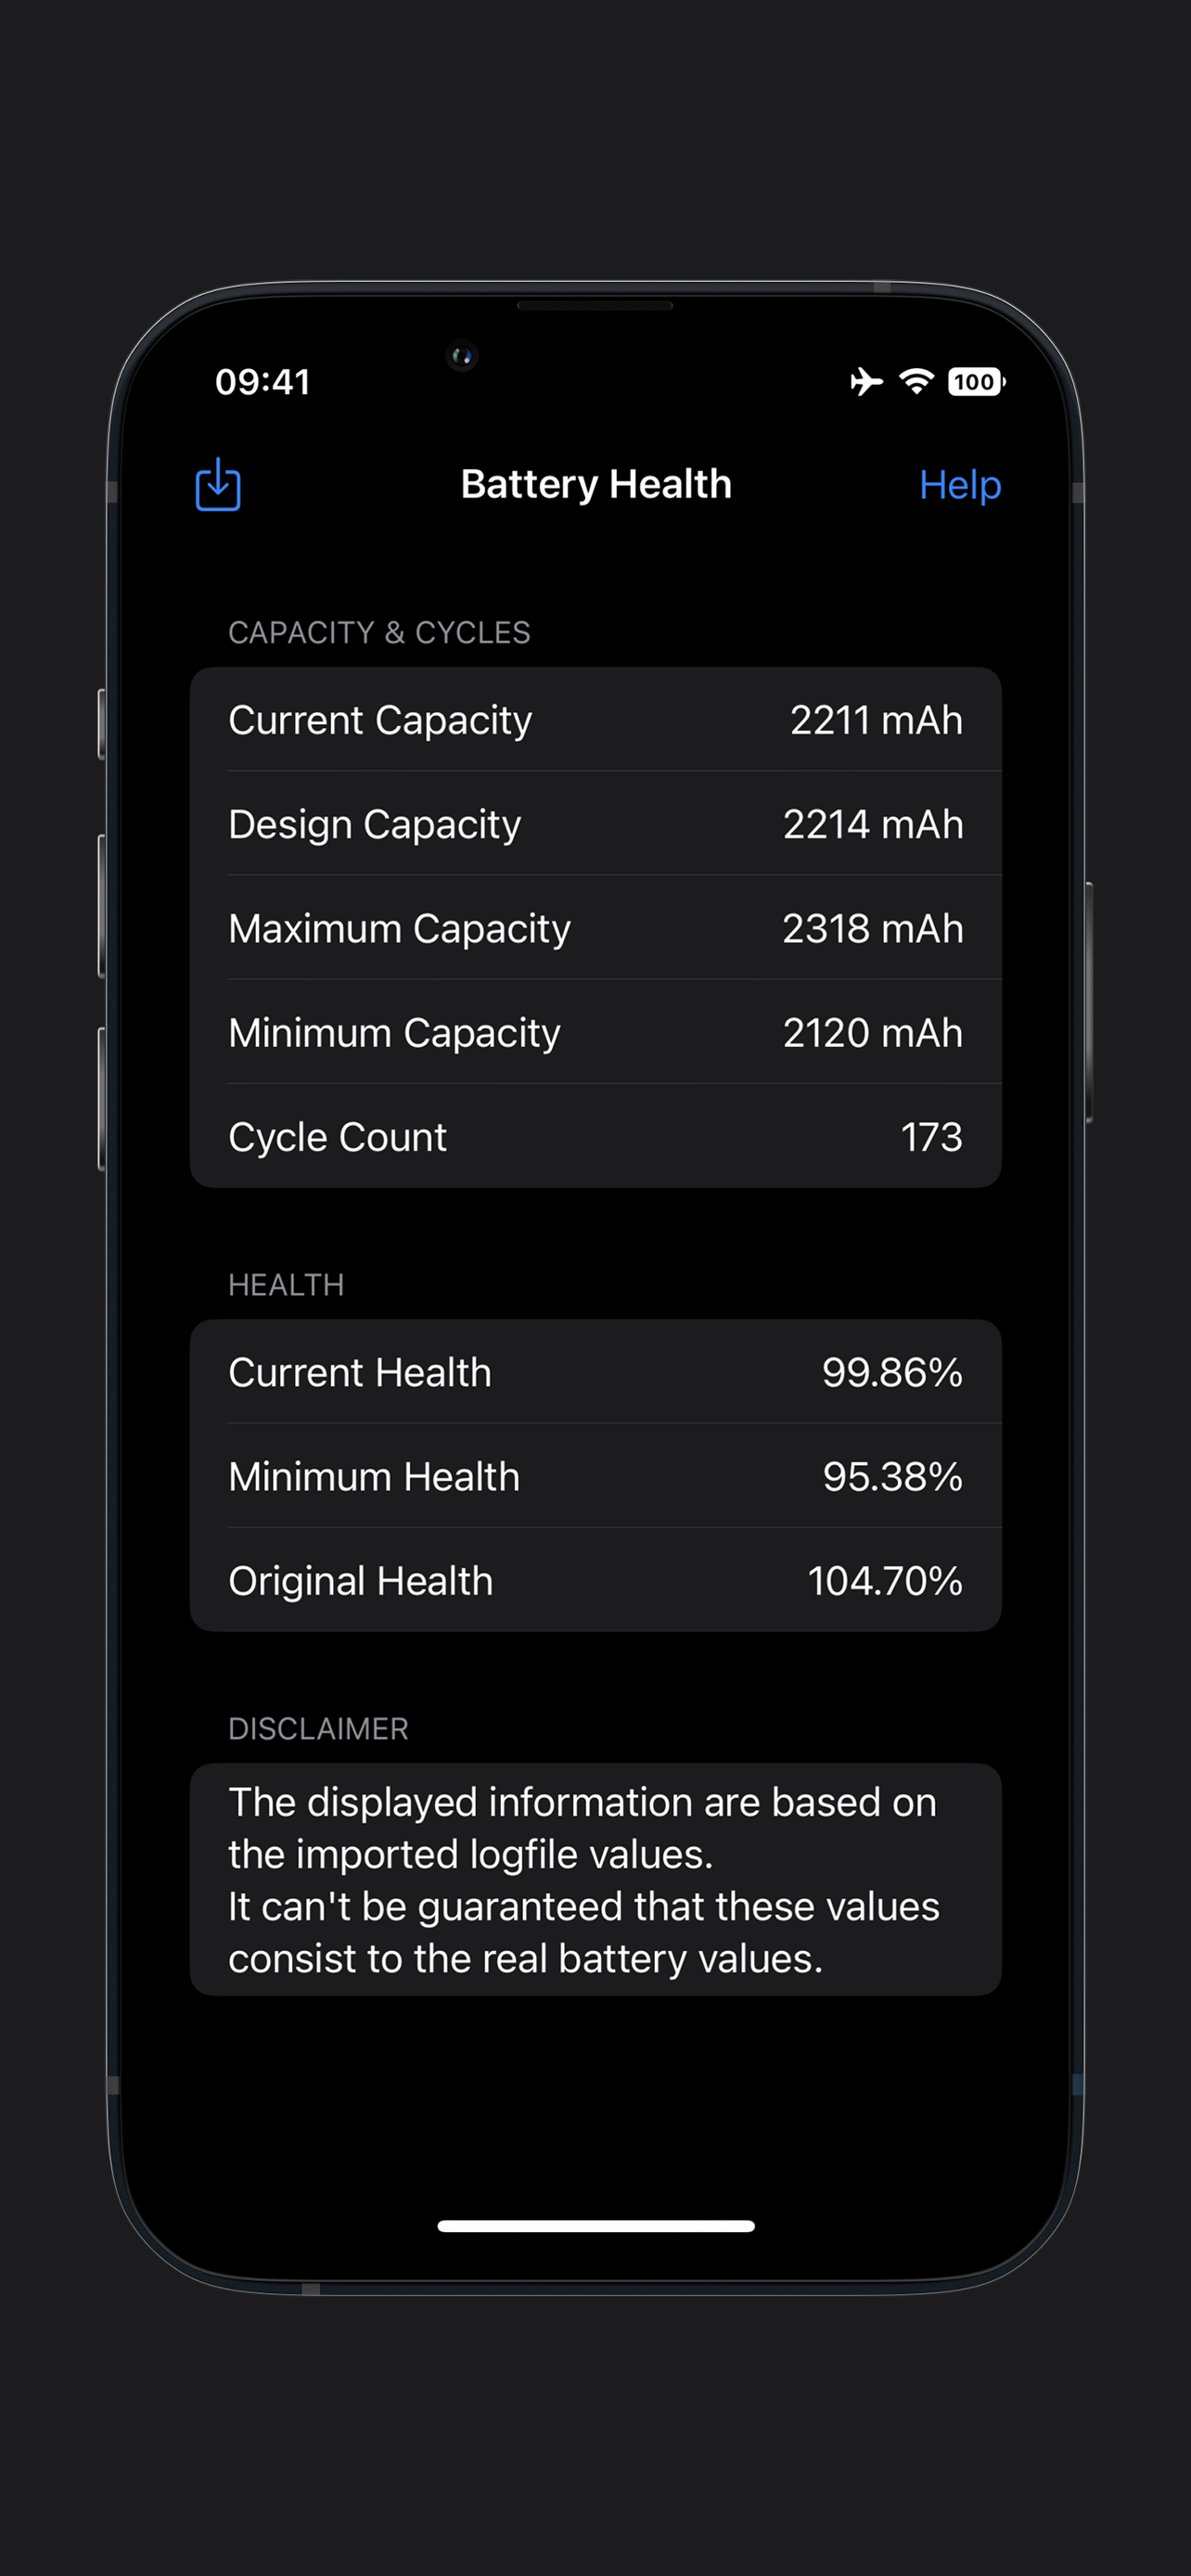 09:41
100
Battery Health
Help
CAPACITY & CYCLES
Current Capacity 2211 mAh
Design Capacity 2214 mAh
Maximum Capacity 2318 mAh
Minimum Capacity 2120 mAh
Cycle Count 173
HEALTH
Current Health 99.86%
Minimum Health 95.38%
Original Health 104.70%
DISCLAIMER
The displayed information are based on
the imported logfile values.
It can't be guaranteed that these values
consist to the real battery values.